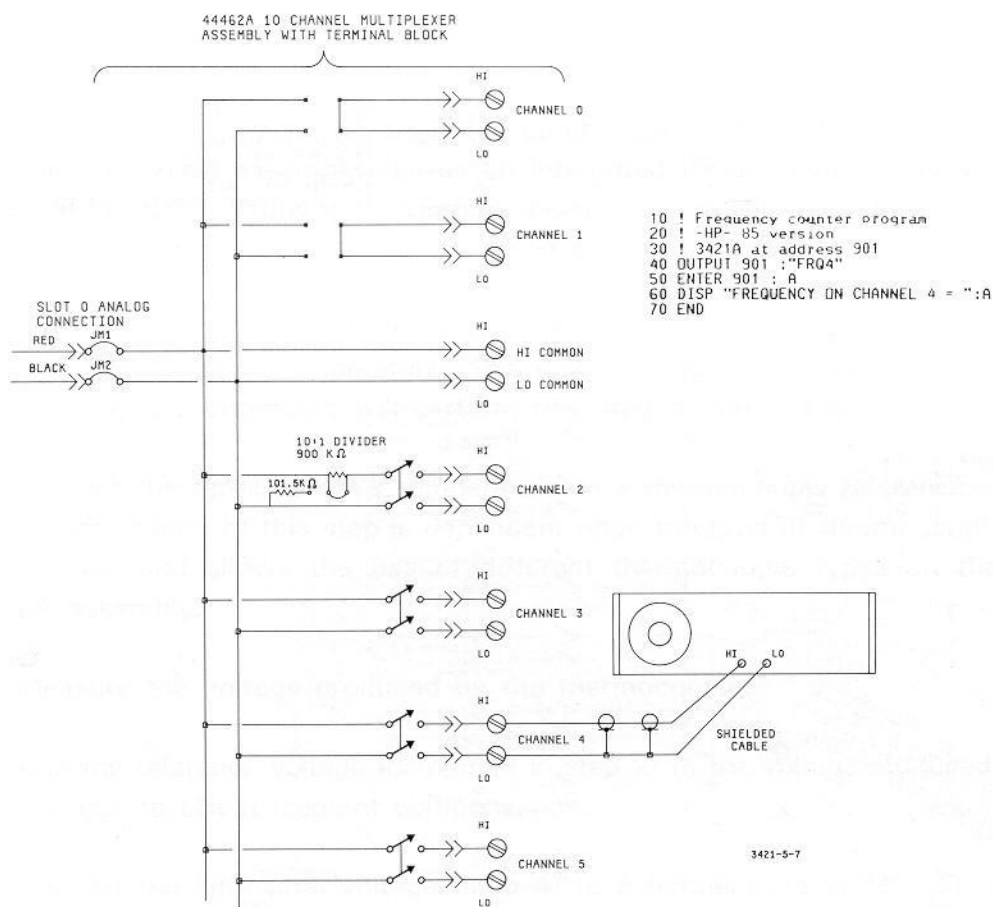 44462A 10 CHANNEL MULTIPLEXER
ASSEMBLY WITH TERMINAL BLOCK
HI
CHANNEL 0
LO
HI
CHANNEL 1
LO
10 ! Frequency counter program
20 ! -HP- 85 version
30 ! 3421A at address 901
40 OUTPUT 901 ;"FRQ4"
50 ENTER 901 ; A
60 DISP "FREQUENCY ON CHANNEL 4 = ";A
70 END
SLOT 0 ANALOG
CONNECTION
RED
JM1
BLACK
JM2
HI
HI COMMON
LO COMMON
LO
10:1 DIVIDER
900 KΩ
101.5KΩ
HI
CHANNEL 2
LO
HI
CHANNEL 3
LO
HI
LO
HI
CHANNEL 4
LO
SHIELDED
CABLE
HI
CHANNEL 5
LO
3421-5-7